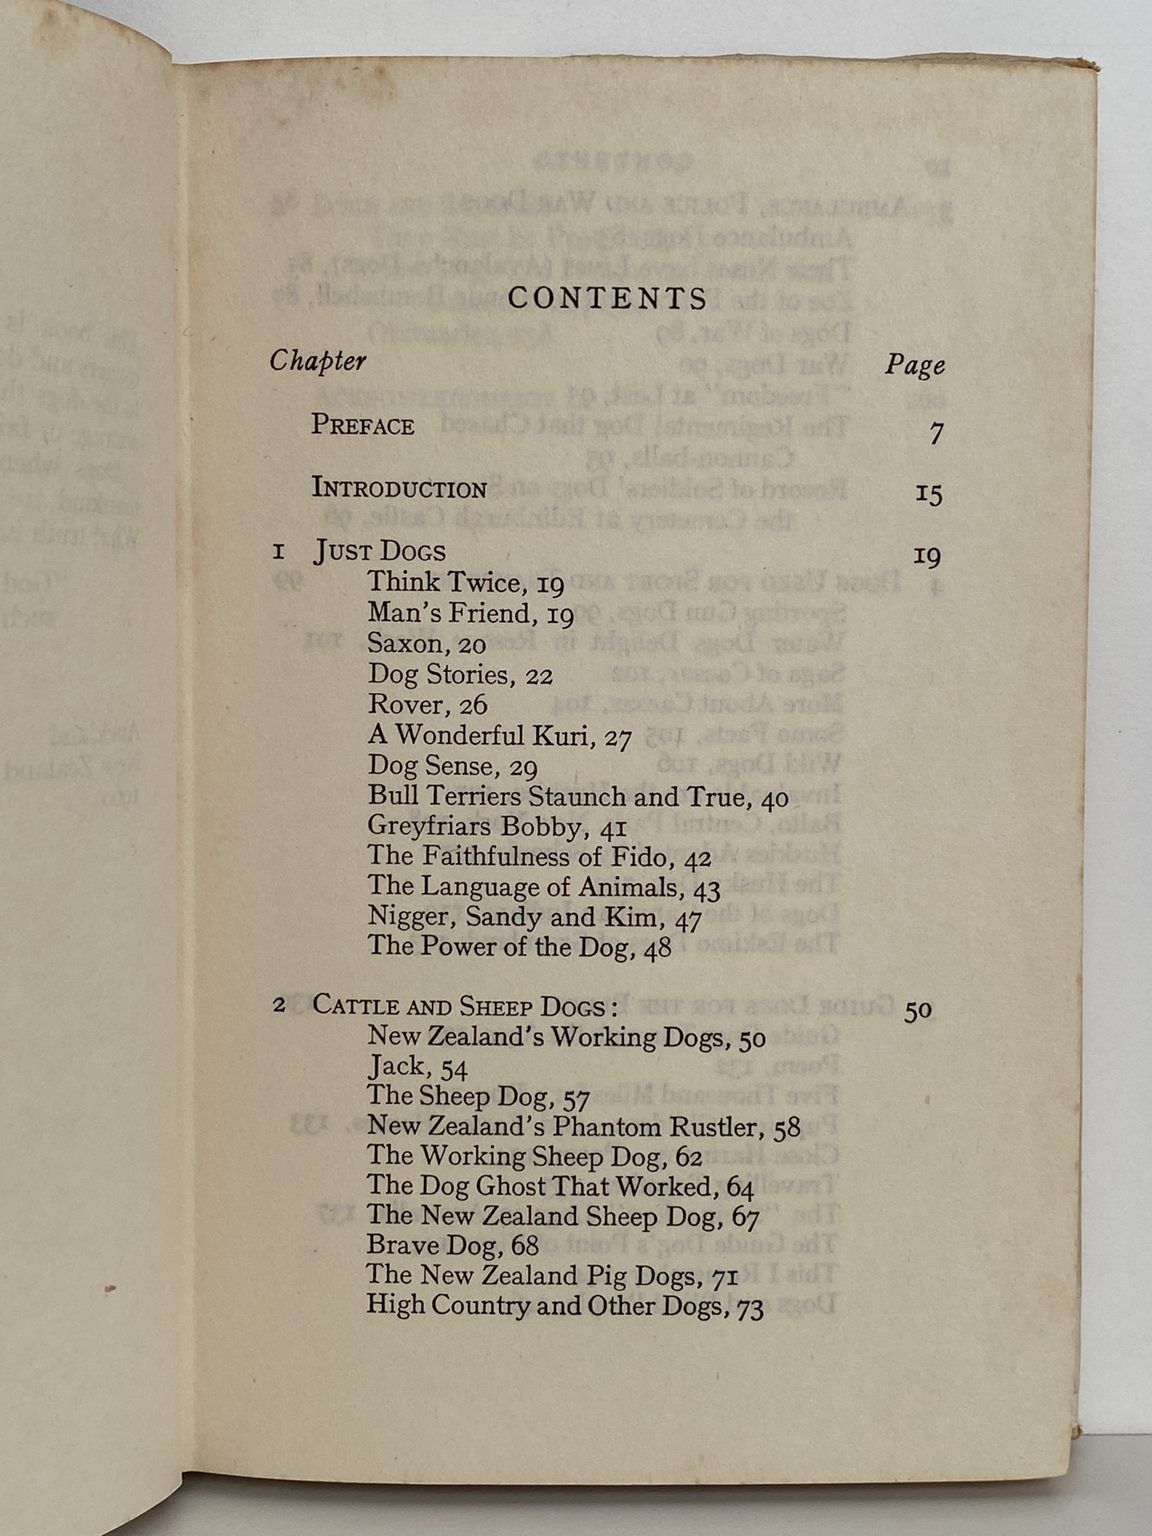 CONTENTS
Chapter Page
PREFACE 7
INTRODUCTION 15
1 JUST DOGS 19
Think Twice, 19
Man's Friend, 19
Saxon, 20
Dog Stories, 22
Rover, 26
A Wonderful Kuri, 27
Dog Sense, 29
Bull Terriers Staunch and True, 40
Greyfriars Bobby, 41
The Faithfulness of Fido, 42
The Language of Animals, 43
Nigger, Sandy and Kim, 47
The Power of the Dog, 48
2 CATTLE AND SHEEP DOGS: 50
New Zealand's Working Dogs, 50
Jack, 54
The Sheep Dog, 57
New Zealand's Phantom Rustler, 58
The Working Sheep Dog, 62
The Dog Ghost That Worked, 64
The New Zealand Sheep Dog, 67
Brave Dog, 68
The New Zealand Pig Dogs, 71
High Country and Other Dogs, 73